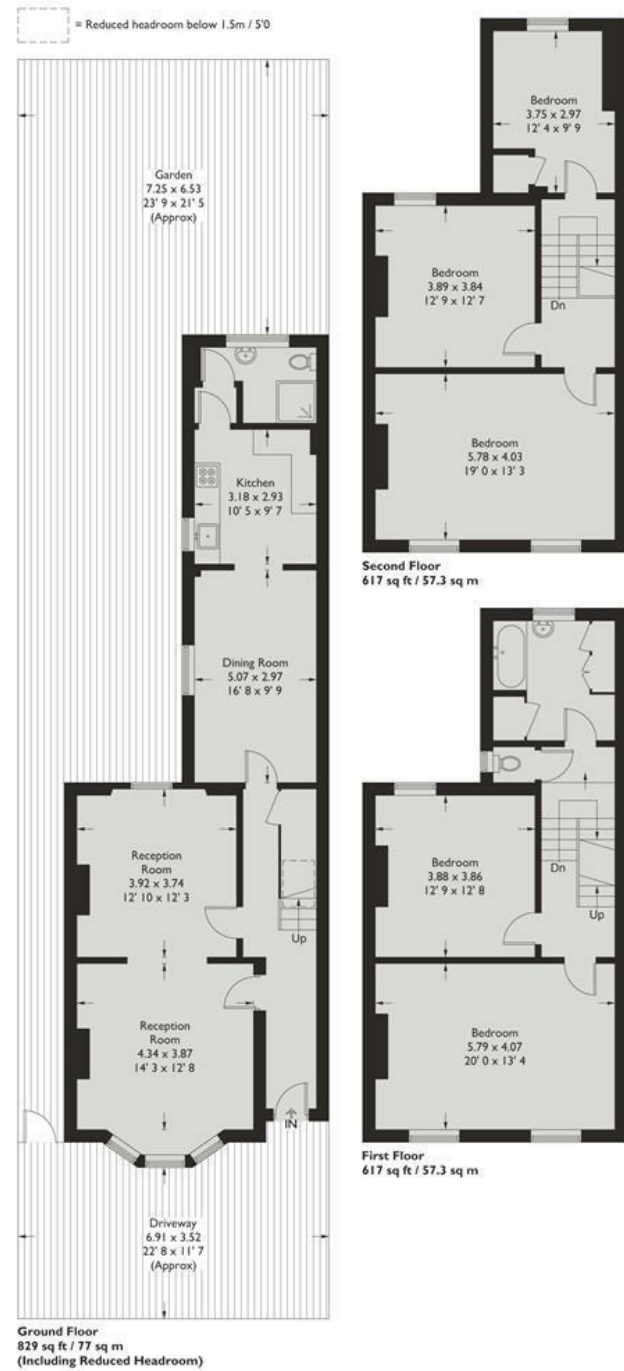 = Reduced headroom below 1.5m / 5'0
Garden
7.25 x 6.53
23' 9 x 21' 5
(Approx)
Kitchen
3.18 x 2.93
10' 5 x 9' 7
Dining Room
5.07 x 2.97
16' 8 x 9' 9
Reception
Room
3.92 x 3.74
12' 10 x 12' 3
Up
Reception
Room
4.34 x 3.87
14' 3 x 12' 8
IN
Driveway
6.91 x 3.52
22' 8 x 11' 7
(Approx)
Ground Floor
829 sq ft / 77 sq m
(Including Reduced Headroom)
Bedroom
3.75 x 2.97
12' 4 x 9' 9
Bedroom
3.89 x 3.84
12' 9 x 12' 7
Dn
Bedroom
5.78 x 4.03
19' 0 x 13' 3
Second Floor
617 sq ft / 57.3 sq m
Bedroom
3.88 x 3.86
12' 9 x 12' 8
Dn
Up
Bedroom
5.79 x 4.07
20' 0 x 13' 4
First Floor
617 sq ft / 57.3 sq m